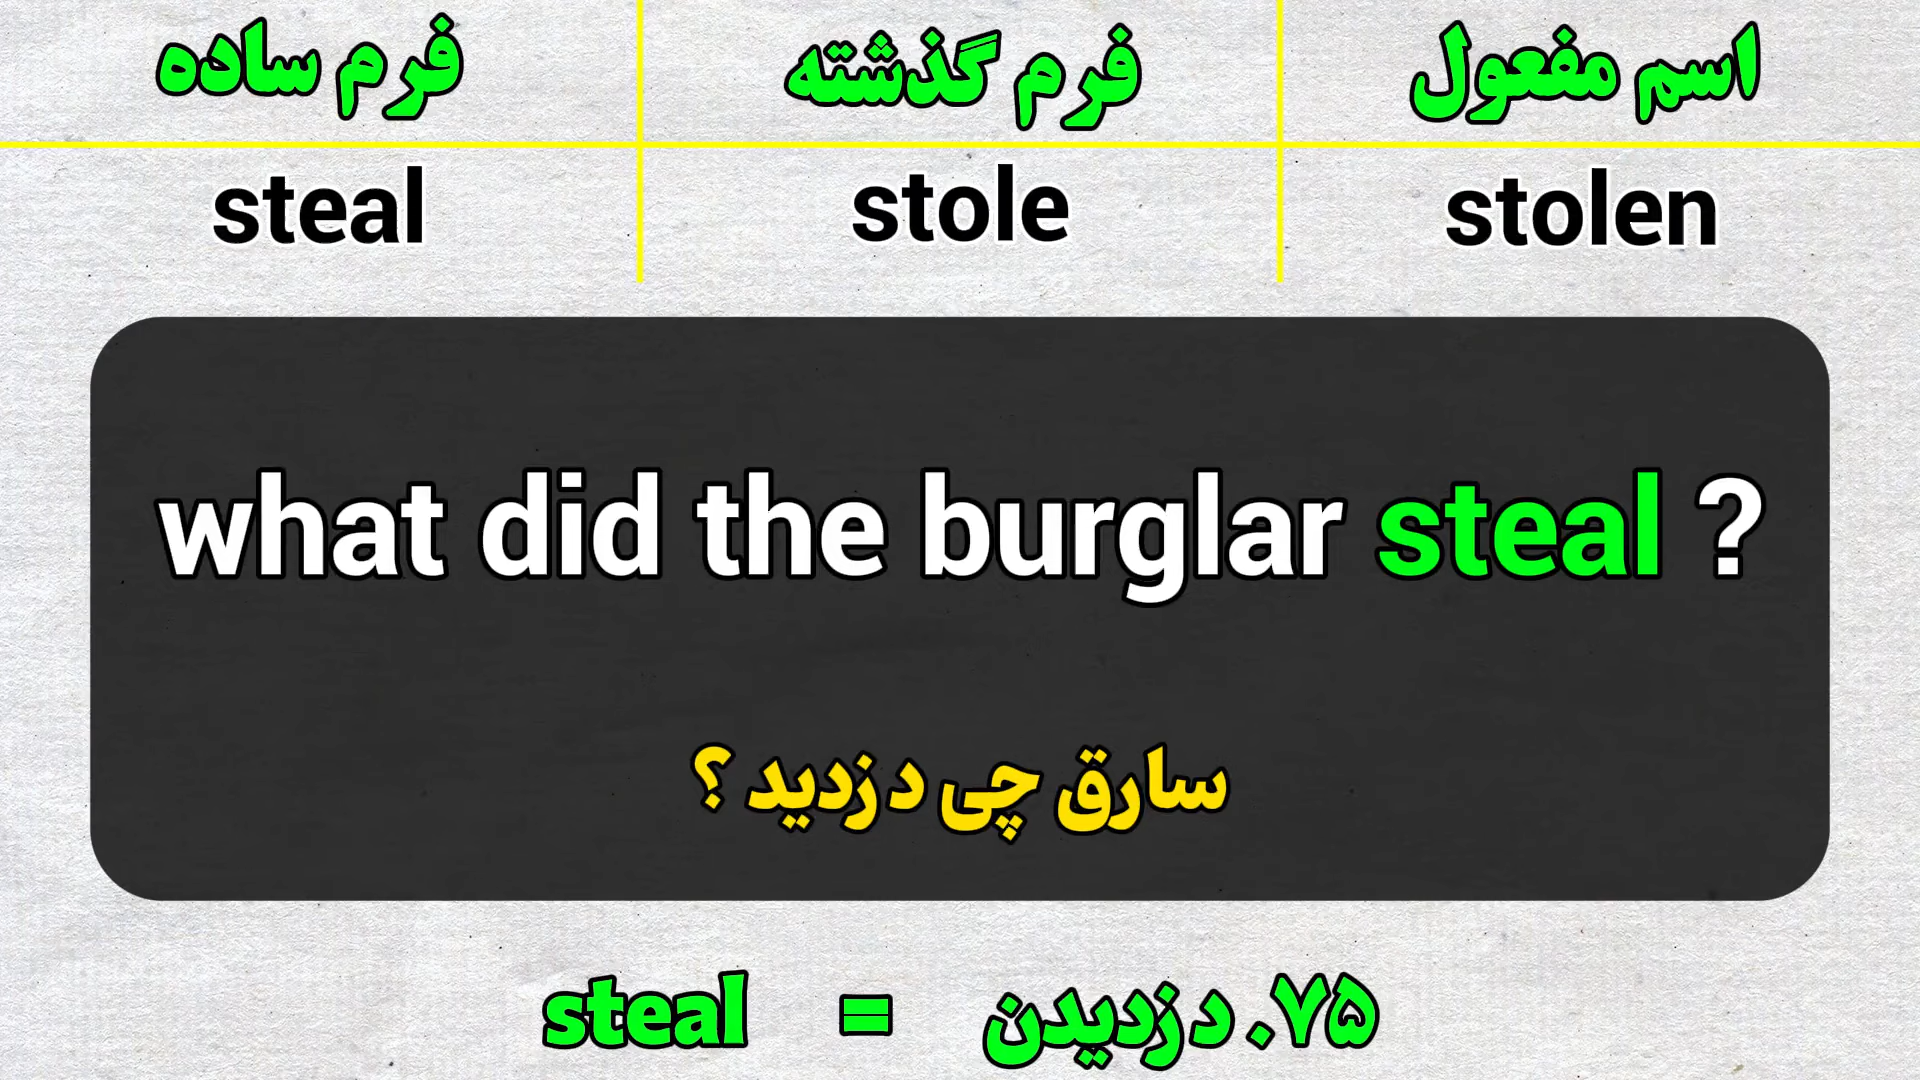 فرم ساده فرم گذشته اسم مفعول
steal stole stolen
what did the burglar steal ?
سارق چی دزدید ؟
steal = ۷۵. دزدیدن